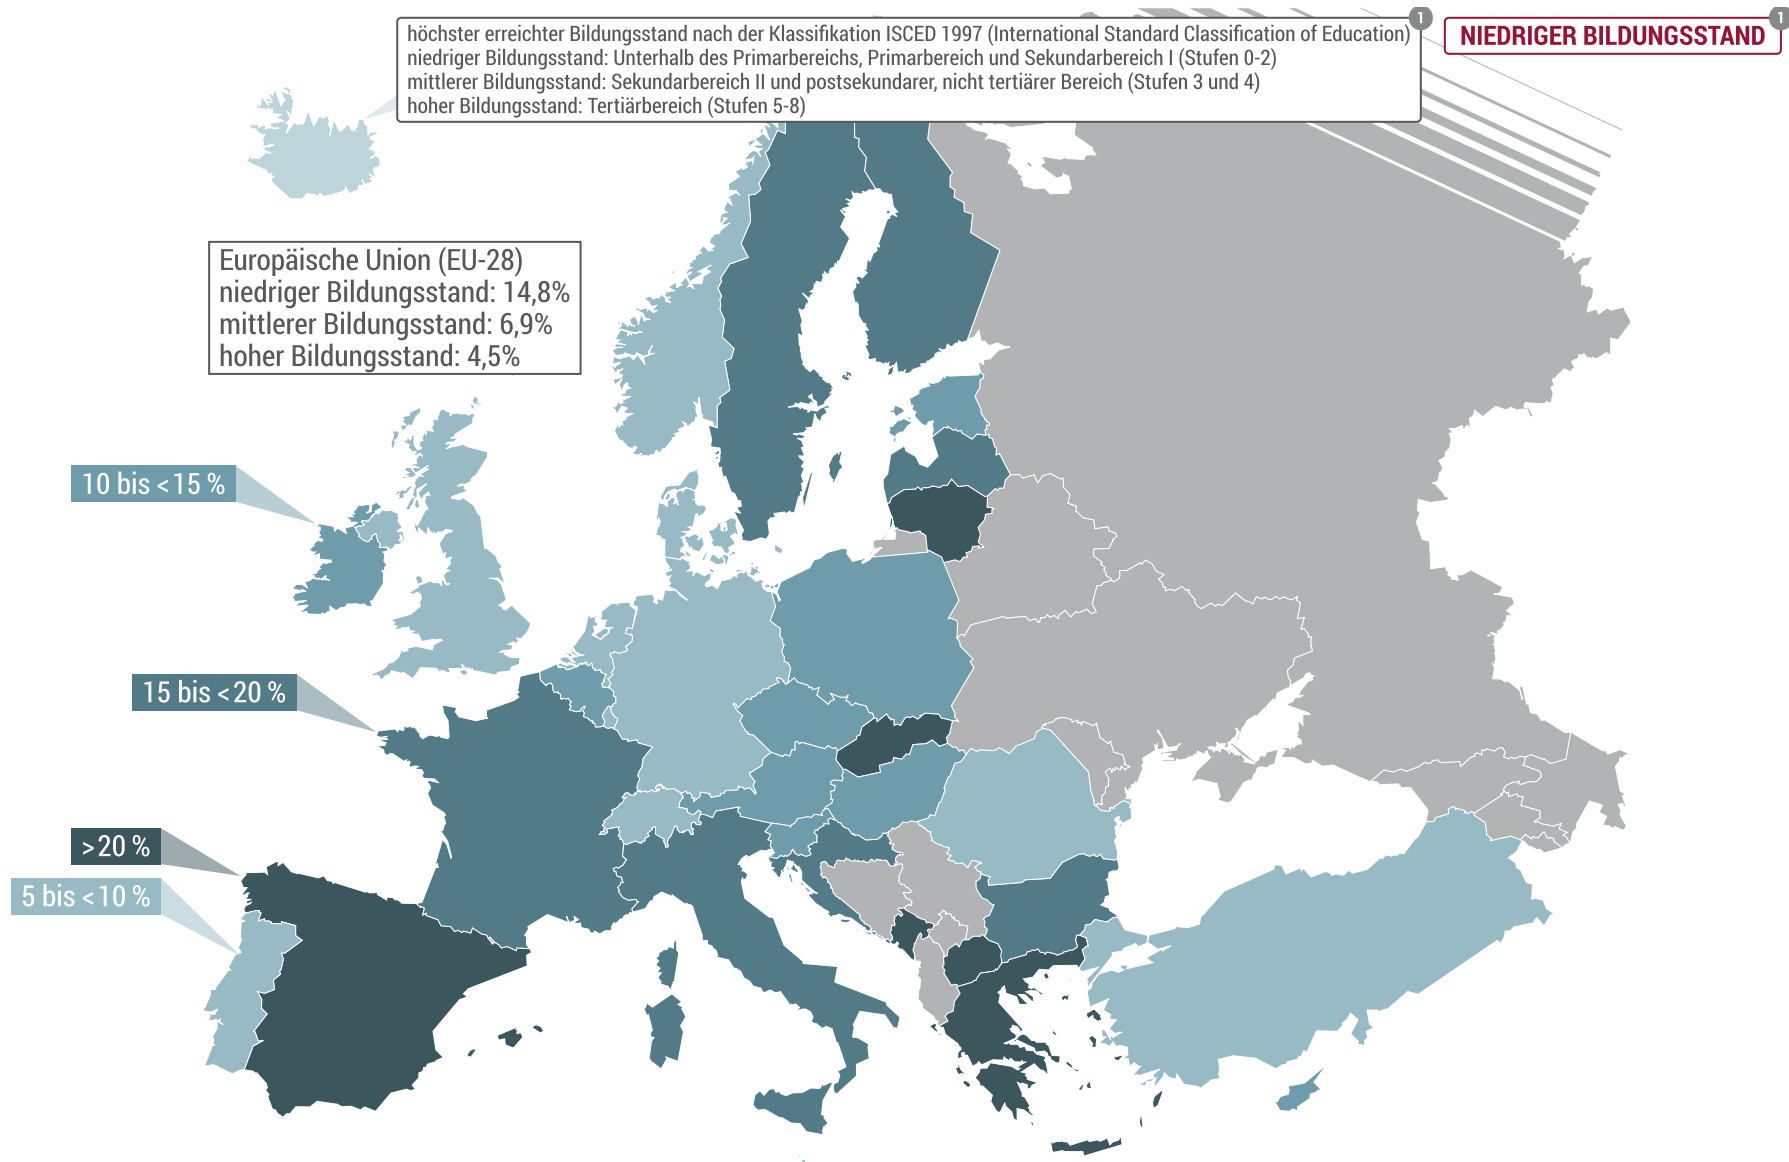 höchster erreichter Bildungsstand nach der Klassifikation ISCED 1997 (International Standard Classification of Education)
niedriger Bildungsstand: Unterhalb des Primarbereichs, Primarbereich und Sekundarbereich I (Stufen 0-2)
mittlerer Bildungsstand: Sekundarbereich II und postsekundarer, nicht tertiärer Bereich (Stufen 3 und 4)
hoher Bildungsstand: Tertiärbereich (Stufen 5-8)
1
NIEDRIGER BILDUNGSSTAND
1
Europäische Union (EU-28)
niedriger Bildungsstand: 14,8%
mittlerer Bildungsstand: 6,9%
hoher Bildungsstand: 4,5%
10 bis <15 %
15 bis <20 %
>20 %
5 bis <10 %